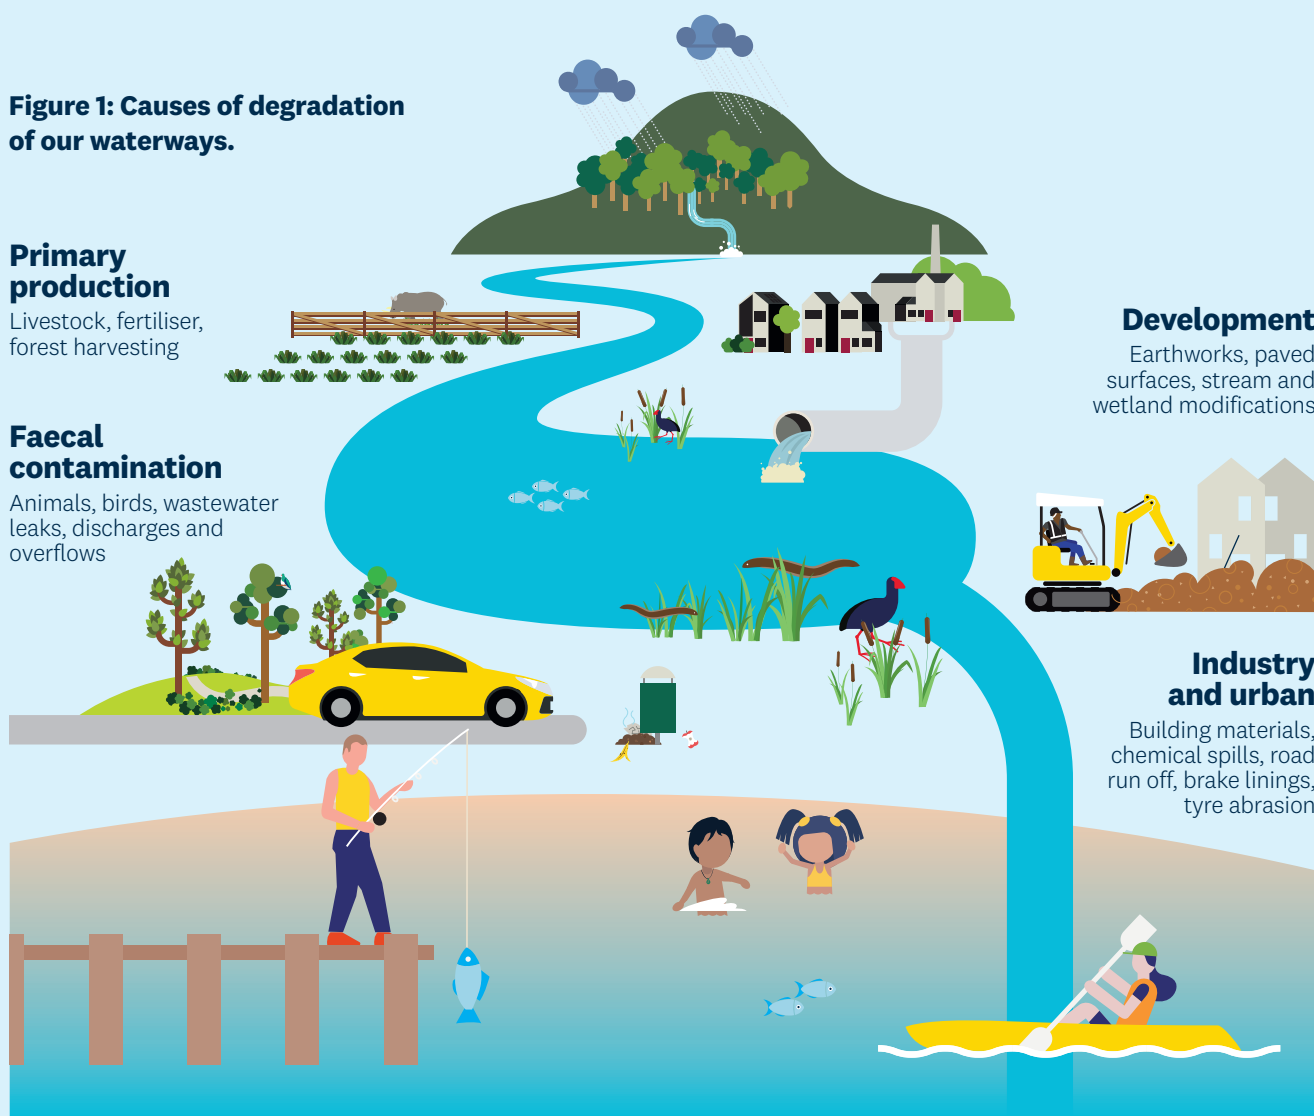 Figure 1: Causes of degradation
of our waterways.
Primary
production
Livestock, fertiliser,
forest harvesting
Faecal
contamination
Animals, birds, wastewater
leaks, discharges and
overflows
Development
Earthworks, paved
surfaces, stream and
wetland modifications
Industry
and urban
Building materials,
chemical spills, road
run off, brake linings,
tyre abrasion